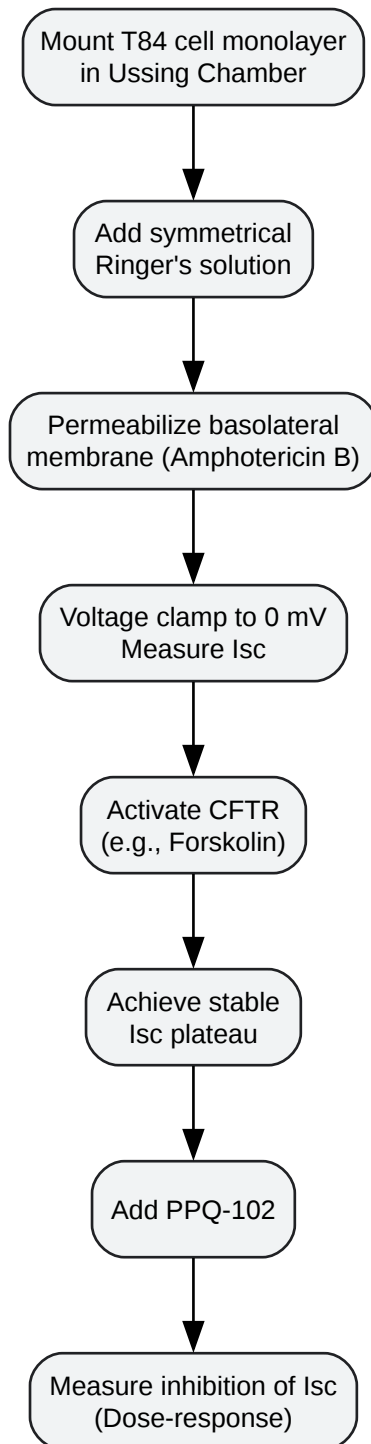 Mount T84 cell monolayer
in Ussing Chamber
Add symmetrical
Ringer's solution
Permeabilize basolateral
membrane (Amphotericin B)
Voltage clamp to 0 mV
Measure Isc
Activate CFTR
(e.g., Forskolin)
Achieve stable
Isc plateau
Add PPQ-102
Measure inhibition of Isc
(Dose-response)